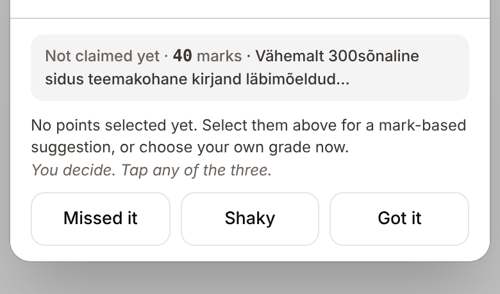 Not claimed yet · 40 marks · Vähemalt 300sõnaline
sidus teemakohane kirjand läbimõeldud...
No points selected yet. Select them above for a mark-based
suggestion, or choose your own grade now.
You decide. Tap any of the three.
Missed it
Shaky
Got it